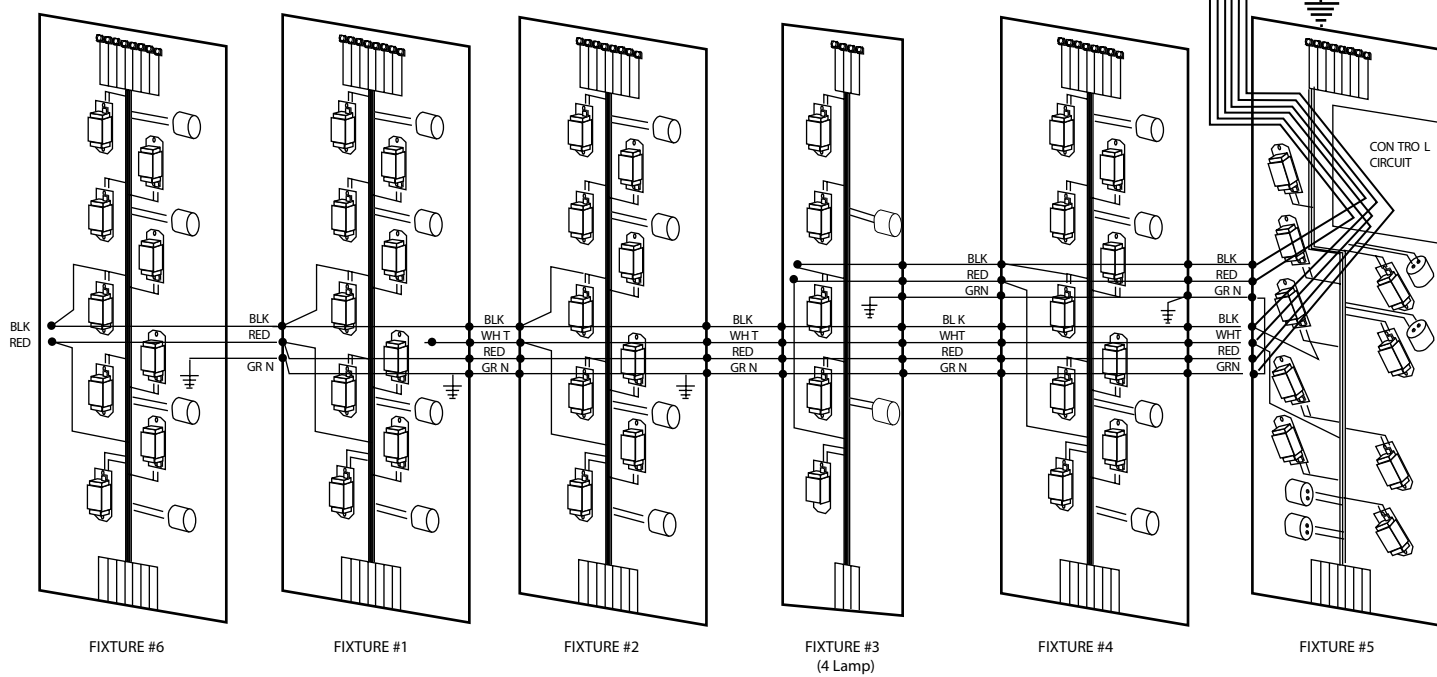 CON TRO L
CIRCUIT
BLK
RED
BLK
RED
GR N
BLK
WH T
RED
GR N
BLK
WH T
RED
GR N
BLK
RED
GRN
BL K
WHT
RED
GR N
BLK
RED
GR N
BLK
WHT
RED
GRN
FIXTURE #6
FIXTURE #1
FIXTURE #2
FIXTURE #3
(4 Lamp)
FIXTURE #4
FIXTURE #5